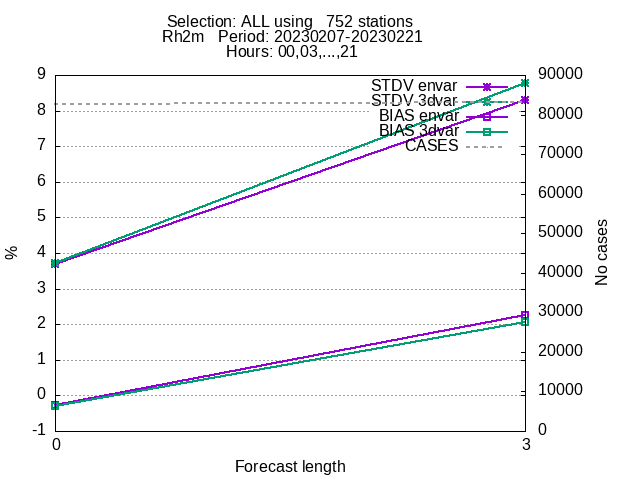 Selection: ALL using   752 stations
Rh2m   Period: 20230207-20230221
Hours: 00,03,...,21
9
8
7
6
5
4
3
2
1
0
-1
%
STDV envar
STDV 3dvar
BIAS envar
BIAS 3dvar
CASES
90000
80000
70000
60000
50000
40000
30000
20000
10000
0
No cases
0
3
Forecast length